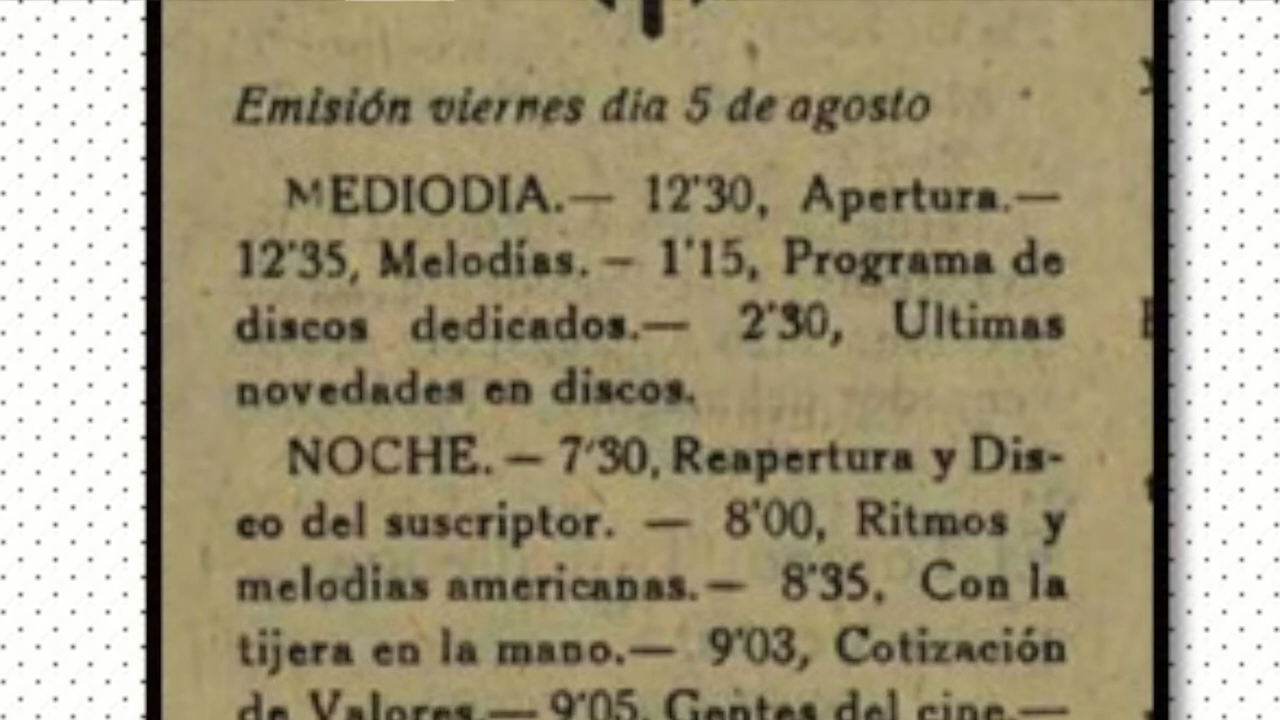 Emisión viernes día 5 de agosto
MEDIODIA.— 12'30, Apertura.—
12'35, Melodías. — 1'15, Programa de
discos dedicados.— 2'30, Ultimas
novedades en discos.
NOCHE. — 7'30, Reapertura y Dis-
co del suscriptor. — 8'00, Ritmos y
melodias americanas.— 8'35, Con la
tijera en la mano.— 9'03, Cotización
de Valores.— 9'05, Gentes del cine.—